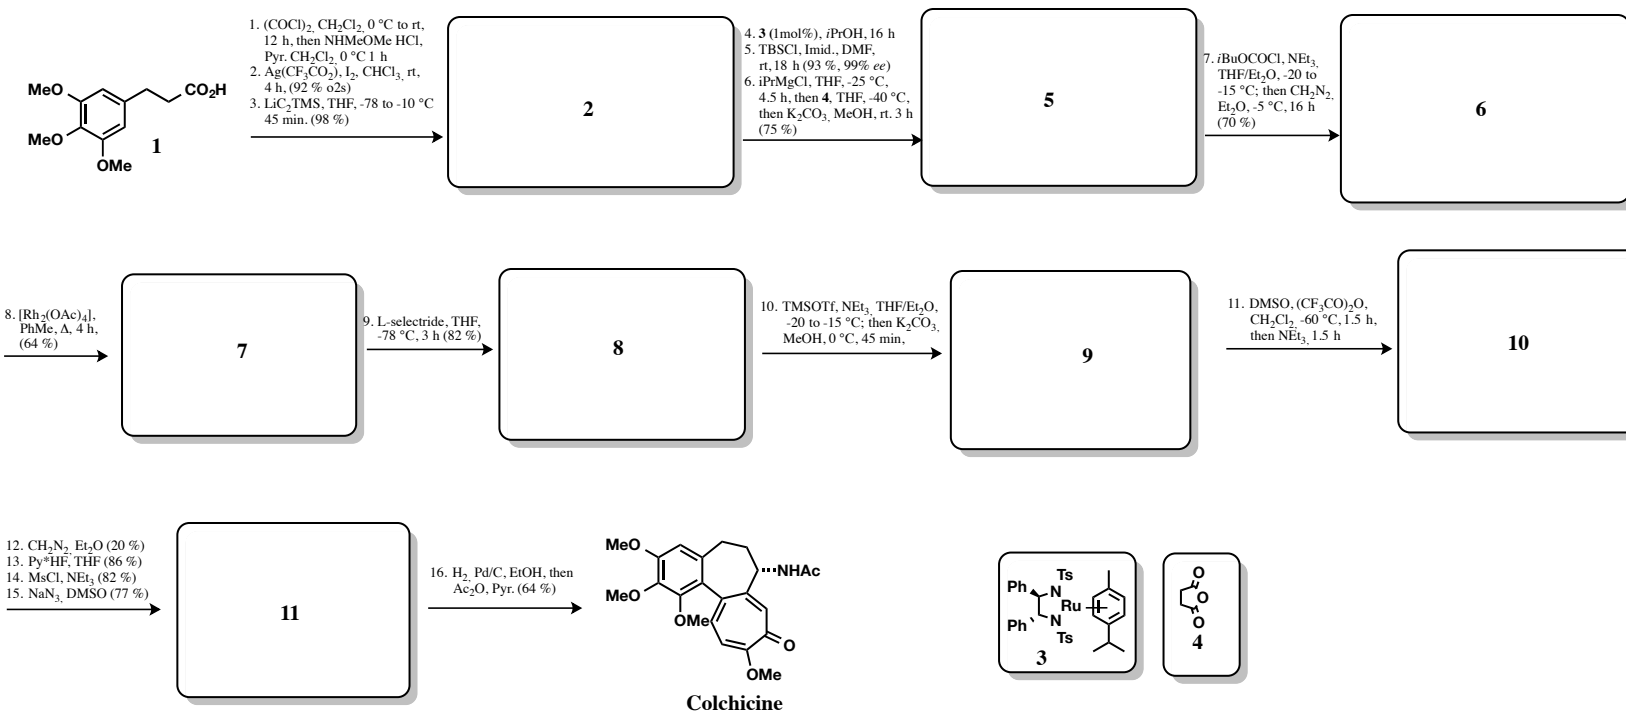 1. (COCl)2, CH2Cl2, 0 °C to rt,
12 h, then NHMeOMe HCl,
Pyr. CH2Cl2, 0 °C 1 h
2. Ag(CF3CO2), I2, CHCl3, rt,
4 h, (92 % o2s)
3. LiC2TMS, THF, -78 to -10 °C
45 min. (98 %)
MeO
MeO
OMe
CO2H
1
2
4. 3 (1mol%), iPrOH, 16 h
5. TBSCl, Imid., DMF,
rt, 18 h (93 %, 99% ee)
6. iPrMgCl, THF, -25 °C,
4.5 h, then 4, THF, -40 °C,
then K2CO3, MeOH, rt. 3 h
(75 %)
5
7. iBuOCOCl, NEt3,
THF/Et2O, -20 to
-15 °C; then CH2N2,
Et2O, -5 °C, 16 h
(70 %)
6
8. [Rh2(OAc)4],
PhMe, Δ, 4 h,
(64 %)
7
9. L-selectride, THF,
-78 °C, 3 h (82 %)
8
10. TMSOTf, NEt3, THF/Et2O,
-20 to -15 °C; then K2CO3,
MeOH, 0 °C, 45 min,
9
11. DMSO, (CF3CO)2O,
CH2Cl2, -60 °C, 1.5 h,
then NEt3, 1.5 h
10
12. CH2N2, Et2O (20 %)
13. Py*HF, THF (86 %)
14. MsCl, NEt3 (82 %)
15. NaN3, DMSO (77 %)
11
16. H2, Pd/C, EtOH, then
Ac2O, Pyr. (64 %)
MeO
MeO
OMe
NHAc
O
OMe
Colchicine
Ts
Ph
N
Ru
Ph
N
Ts
3
O
O
O
4